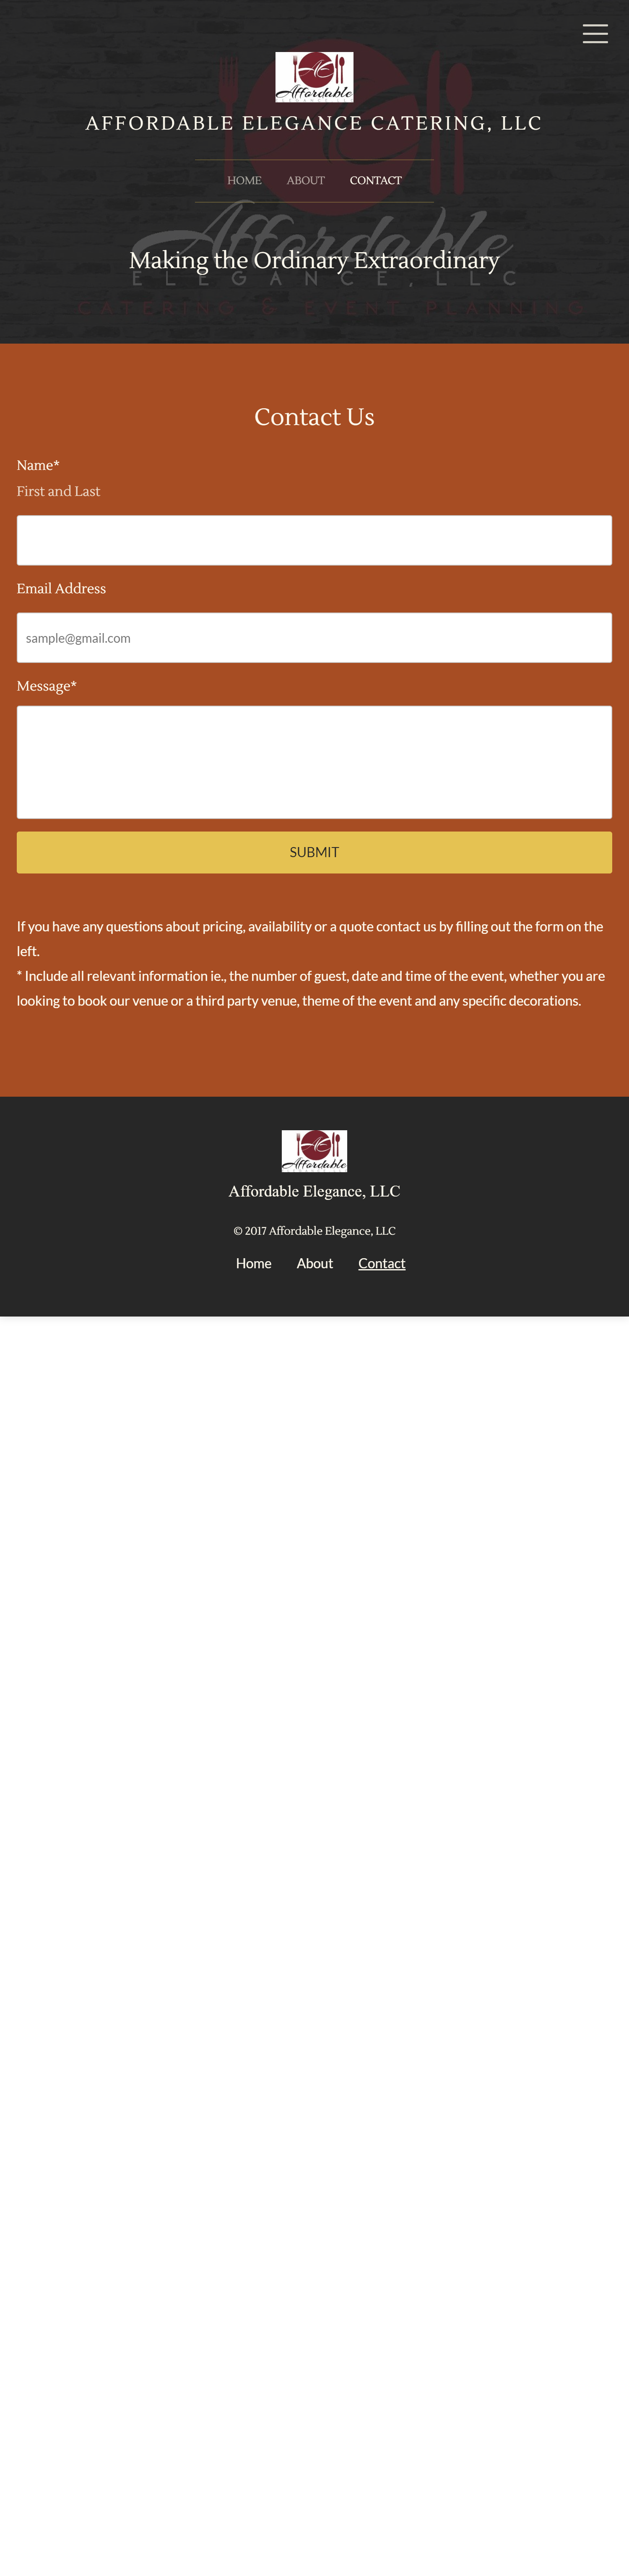 Affordable
AFFORDABLE ELEGANCE CATERING, LLC
HOME ABOUT CONTACT
Affordable
ELEGANCE, LLC
CATERING & EVENT PLANNING
Making the Ordinary Extraordinary
Contact Us
Name*
First and Last
Email Address
sample@gmail.com
Message*
SUBMIT
If you have any questions about pricing, availability or a quote contact us by filling out the form on the
left.
* Include all relevant information ie., the number of guest, date and time of the event, whether you are
looking to book our venue or a third party venue, theme of the event and any specific decorations.
Affordable
Affordable Elegance, LLC
© 2017 Affordable Elegance, LLC
Home About Contact